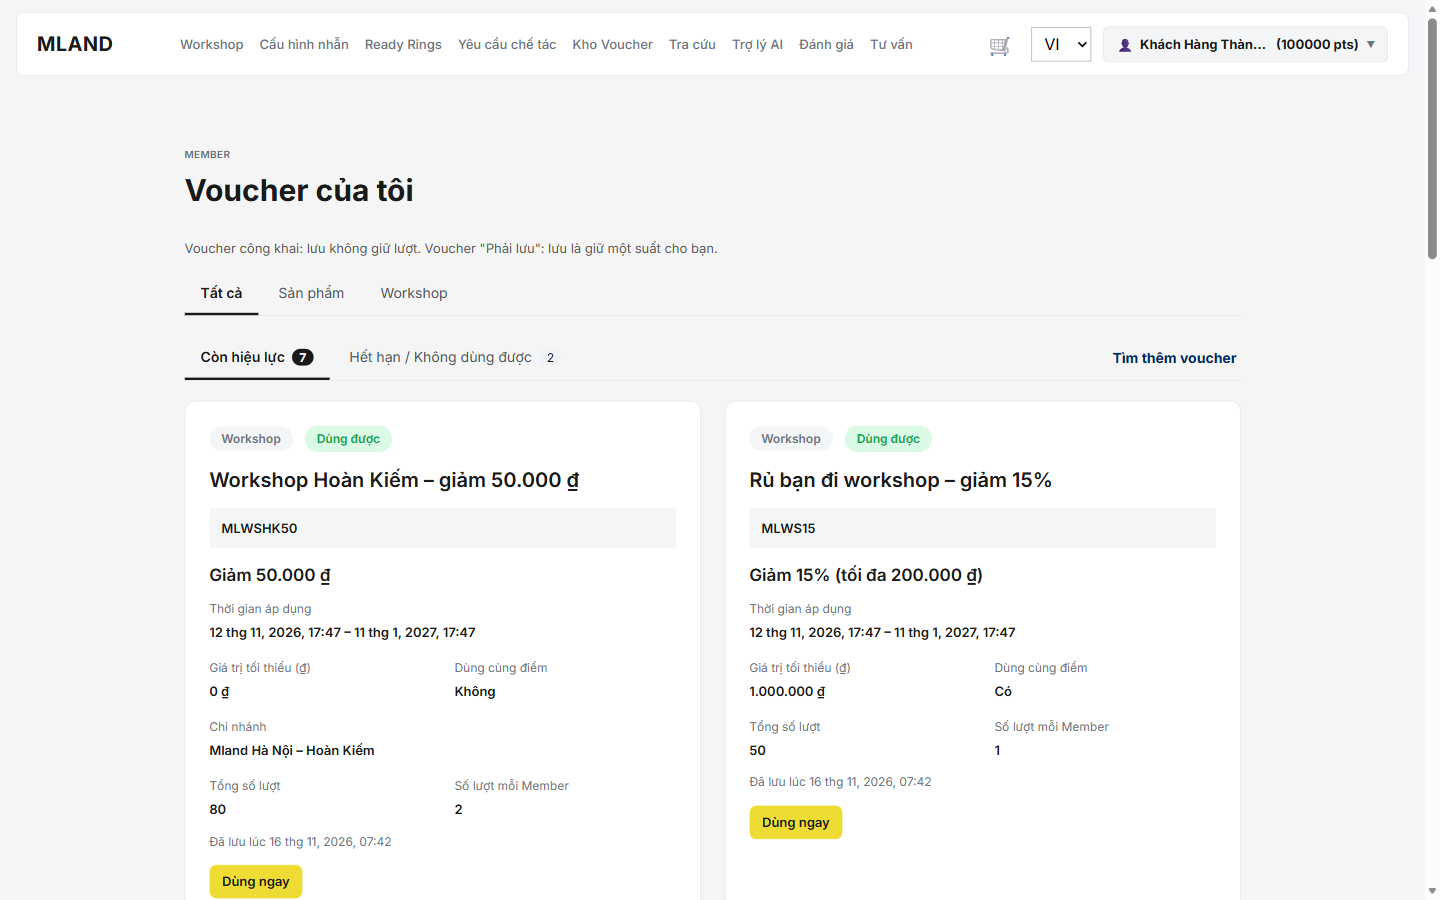 MLAND
Workshop
Cấu hình nhẫn
Ready Rings
Yêu cầu chế tác
Kho Voucher
Tra cứu
Trợ lý AI
Đánh giá
Tư vấn
VI
Khách Hàng Thàn... (100000 pts)
MEMBER
Voucher của tôi
Voucher công khai: lưu không giữ lượt. Voucher "Phải lưu": lưu là giữ một suất cho bạn.
Tất cả
Sản phẩm
Workshop
Còn hiệu lực 7
Hết hạn / Không dùng được 2
Tìm thêm voucher
Workshop
Dùng được
Workshop Hoàn Kiếm – giảm 50.000 ₫
MLWSHK50
Giảm 50.000 ₫
Thời gian áp dụng
12 thg 11, 2026, 17:47 – 11 thg 1, 2027, 17:47
Giá trị tối thiểu (₫)
0 ₫
Dùng cùng điểm
Không
Chi nhánh
Mland Hà Nội – Hoàn Kiếm
Tổng số lượt
80
Số lượt mỗi Member
2
Đã lưu lúc 16 thg 11, 2026, 07:42
Dùng ngay
Workshop
Dùng được
Rủ bạn đi workshop – giảm 15%
MLWS15
Giảm 15% (tối đa 200.000 ₫)
Thời gian áp dụng
12 thg 11, 2026, 17:47 – 11 thg 1, 2027, 17:47
Giá trị tối thiểu (₫)
1.000.000 ₫
Dùng cùng điểm
Có
Tổng số lượt
50
Số lượt mỗi Member
1
Đã lưu lúc 16 thg 11, 2026, 07:42
Dùng ngay